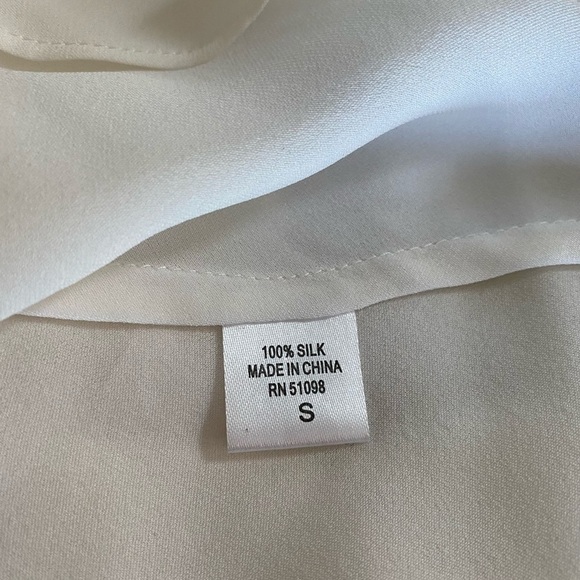 100% SILK
MADE IN CHINA
RN 51098
S